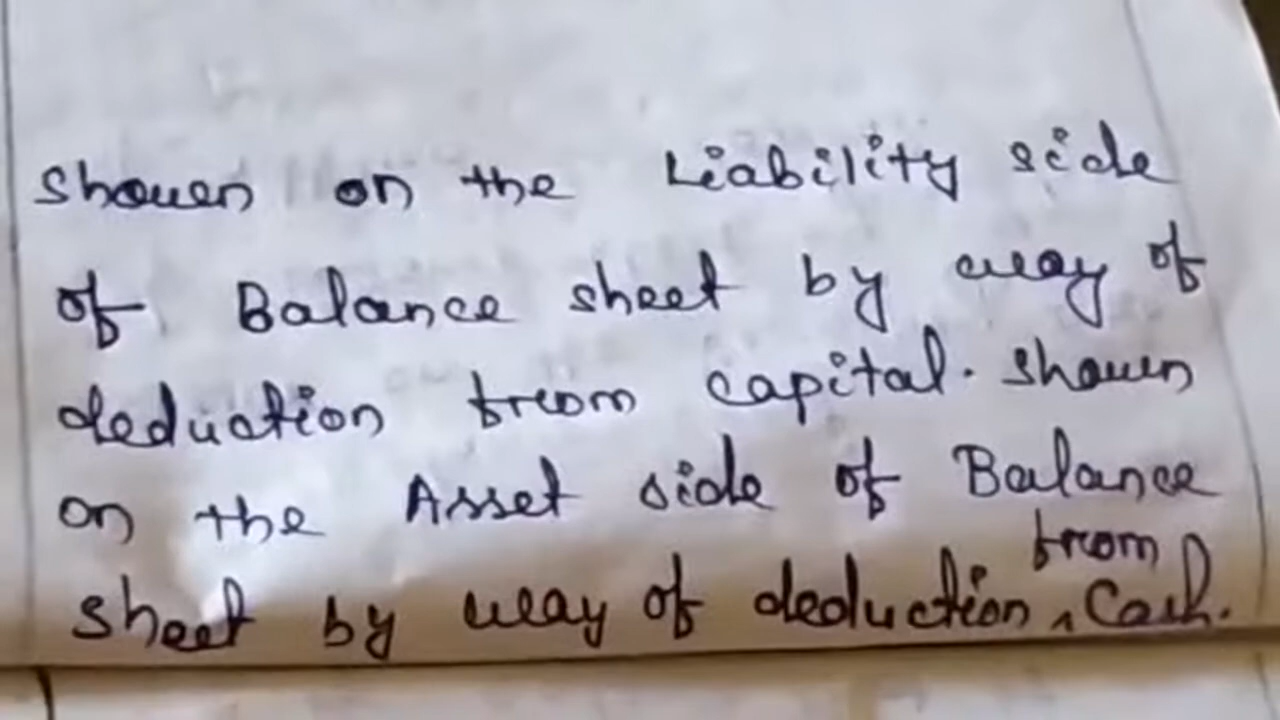 Shown on the Liability side
of Balance sheet by way of
deduction from capital. shown
on the Asset side of Balance
sheet by way of deduction ^ from Cash.